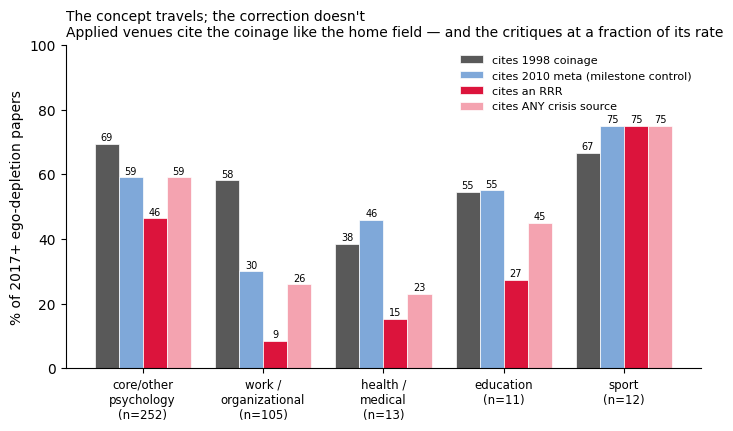 The concept travels; the correction doesn't
Applied venues cite the coinage like the home field — and the critiques at a fraction of its rate
% of 2017+ ego-depletion papers
100
80
60
40
20
0
cites 1998 coinage
cites 2010 meta (milestone control)
cites an RRR
cites ANY crisis source
69 59 46 59
58 30 9 26
38 46 15 23
55 55 27 45
67 75 75 75
core/other
psychology
(n=252)
work /
organizational
(n=105)
health /
medical
(n=13)
education
(n=11)
sport
(n=12)